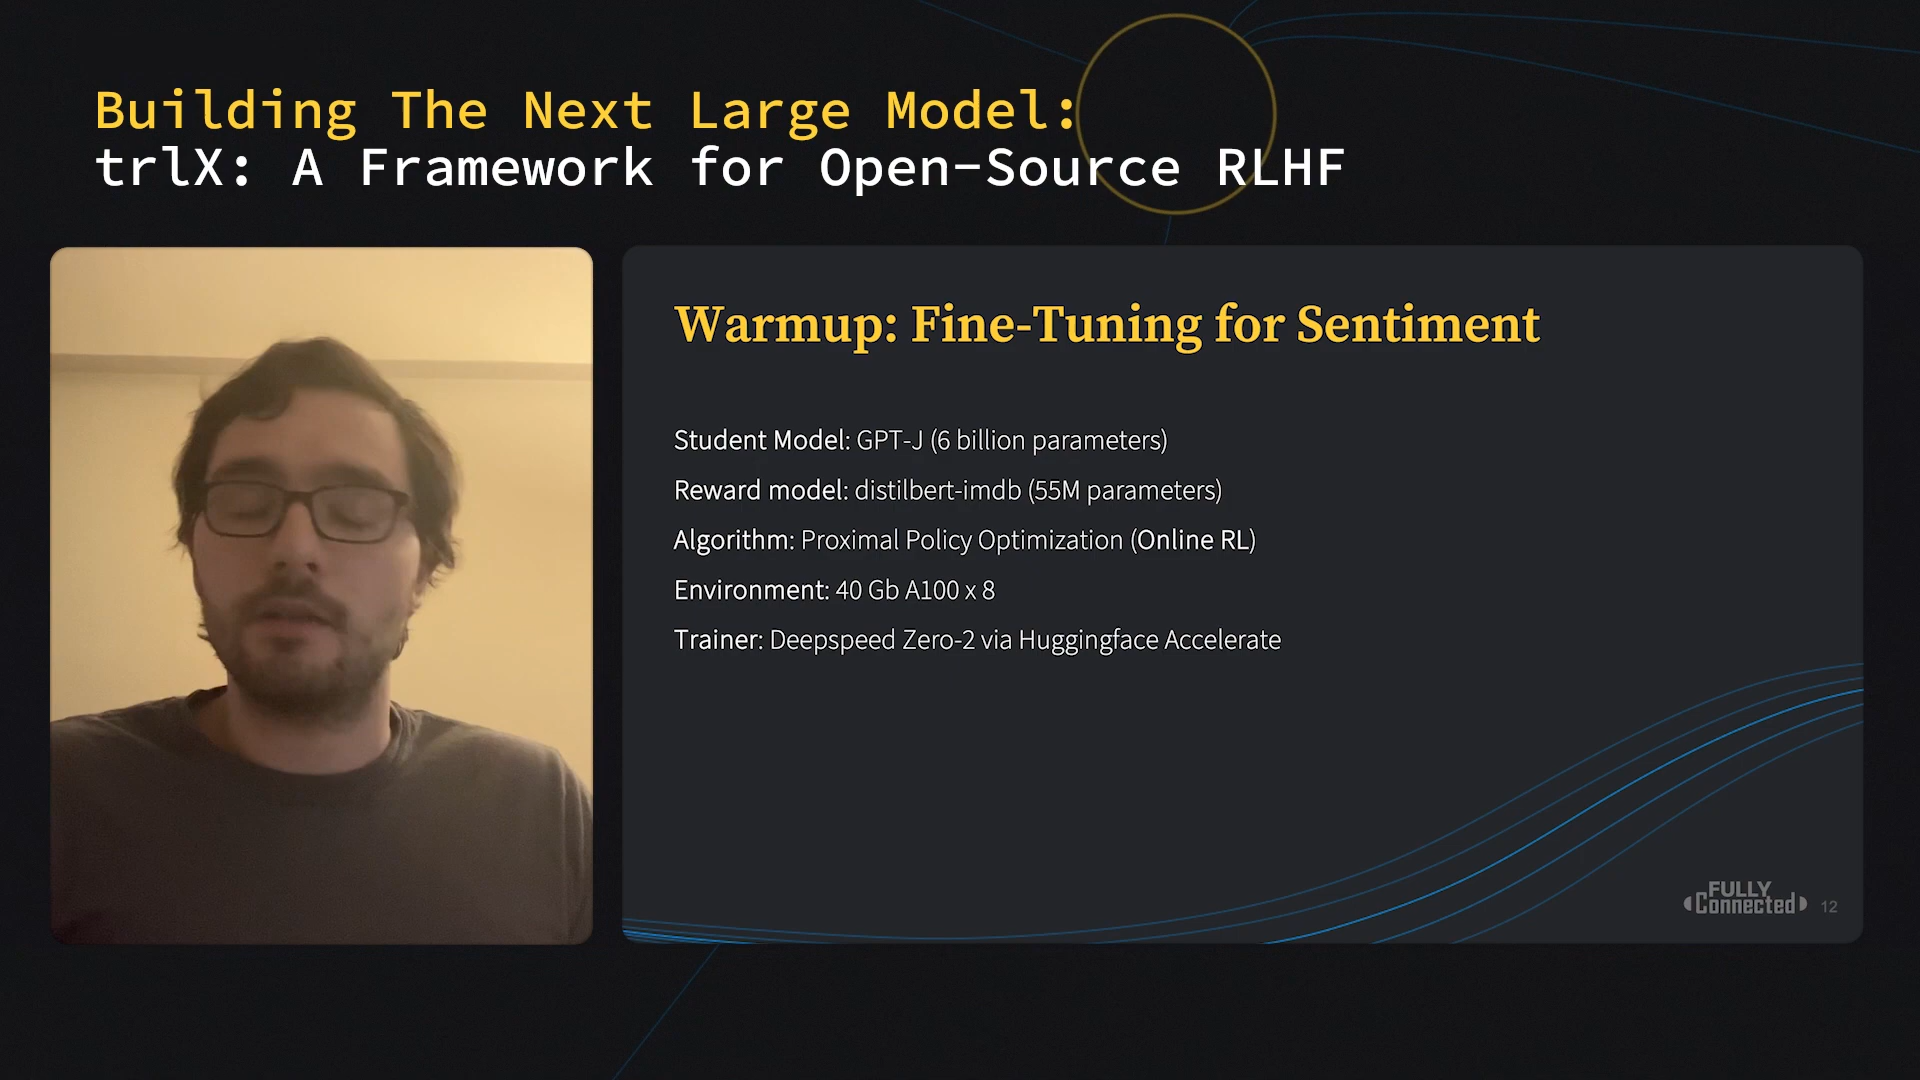 Building The Next Large Model:
trlX: A Framework for Open-Source RLHF
Warmup: Fine-Tuning for Sentiment
Student Model: GPT-J (6 billion parameters)
Reward model: distilbert-imdb (55M parameters)
Algorithm: Proximal Policy Optimization (Online RL)
Environment: 40 Gb A100 x 8
Trainer: Deepspeed Zero-2 via Huggingface Accelerate
FULLY
Connected
12